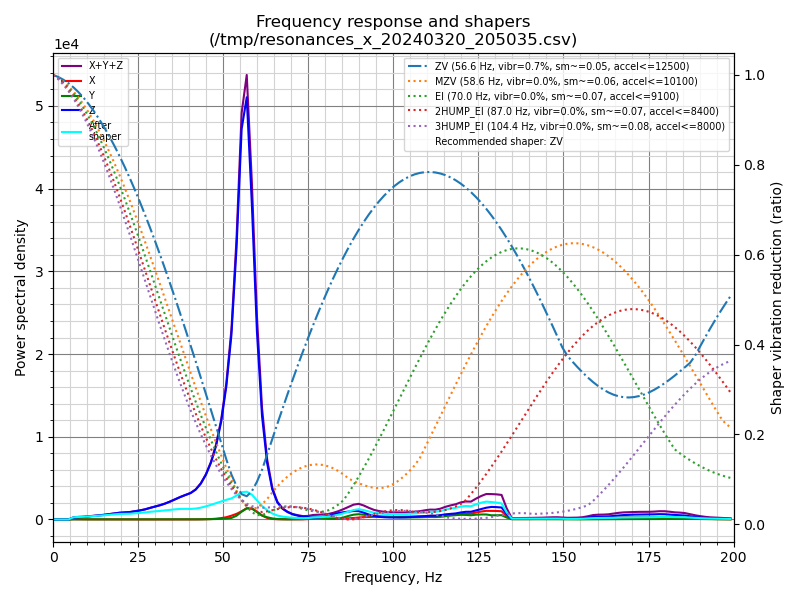 Frequency response and shapers
(/tmp/resonances_x_20240320_205035.csv)
1e4
X+Y+Z
X
Y
Z
After
shaper
ZV (56.6 Hz, vibr=0.7%, sm~=0.05, accel<=12500)
MZV (58.6 Hz, vibr=0.0%, sm~=0.06, accel<=10100)
EI (70.0 Hz, vibr=0.0%, sm~=0.07, accel<=9100)
2HUMP_EI (87.0 Hz, vibr=0.0%, sm~=0.07, accel<=8400)
3HUMP_EI (104.4 Hz, vibr=0.0%, sm~=0.08, accel<=8000)
Recommended shaper: ZV
Power spectral density
5
4
3
2
1
0
1.0
0.8
0.6
0.4
0.2
0.0
Shaper vibration reduction (ratio)
0 25 50 75 100 125 150 175 200
Frequency, Hz